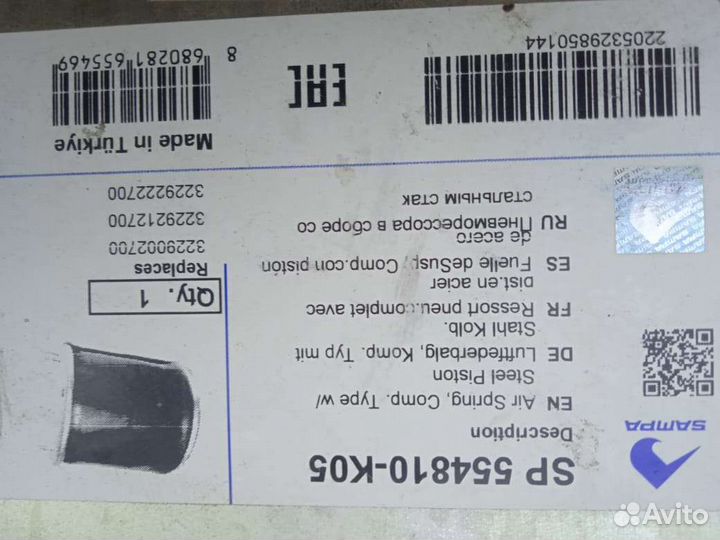 SAMPA
SP 554810-K05
Description
EN Air Spring, Comp. Type w/
Steel Piston
DE Luftfederbalg, Komp. Typ mit
Stahl Kolb.
FR Ressort pneu.complet avec
pist.en acier
ES Fuelle deSusp, Comp.con pistón
de acero
RU Пневморессора в сборе со
стальным стак
Qty. 1
Replaces
3229002700
3229212700
3229222700
2205329850144
EAC
Made in Türkiye
8 680281 655469
Avito